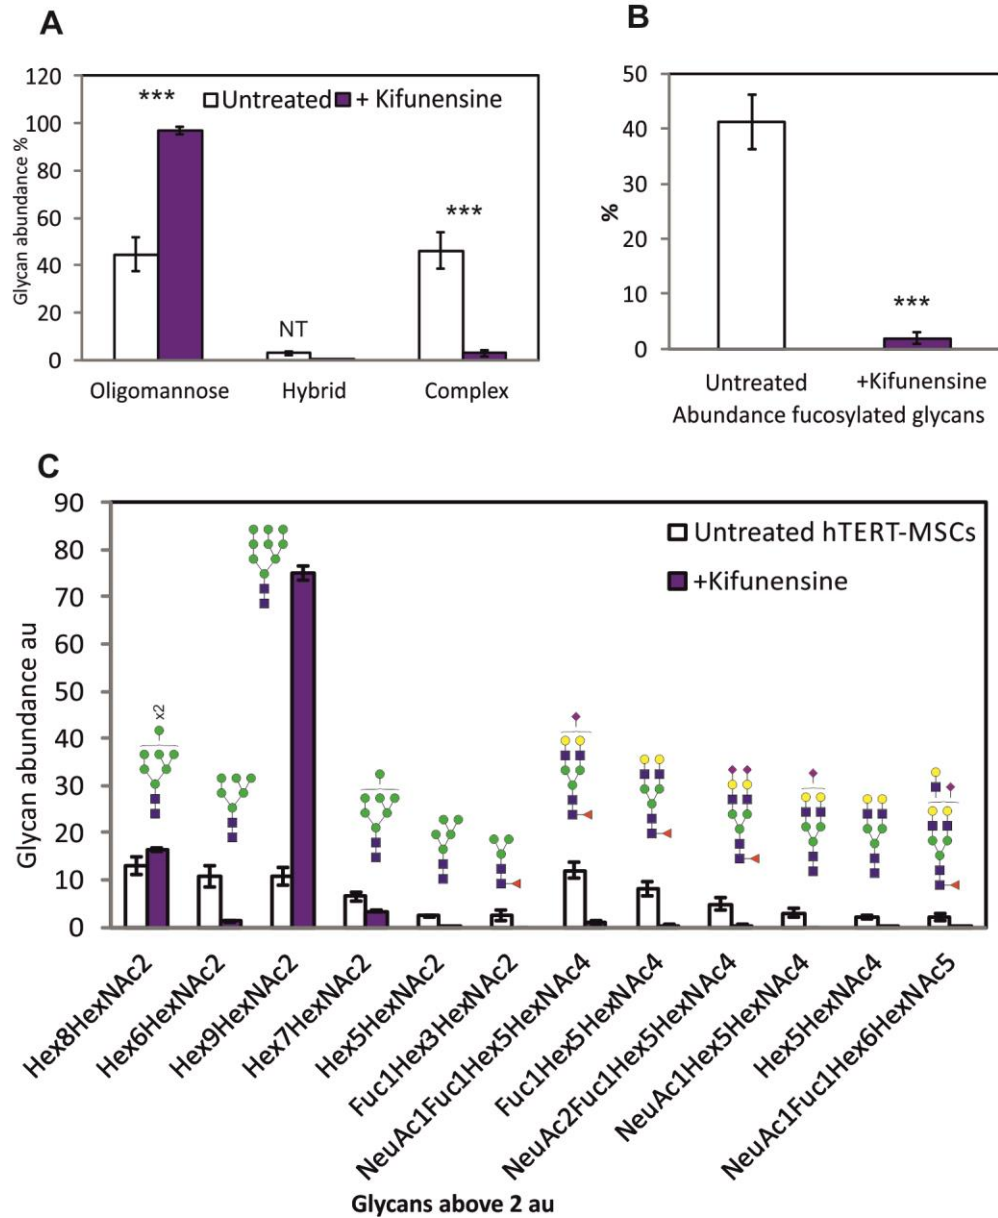 A
120
100
80
60
40
20
0
Glycan abundance %
***
Untreated + Kifunensine
NT
***
Oligomannose Hybrid Complex
B
50
40
30
20
10
0
%
***
Untreated +Kifunensine
Abundance fucosylated glycans
C
90
80
70
60
50
40
30
20
10
0
Glycan abundance au
Untreated hTERT-MSCs
+Kifunensine
x2
Hex8HexNAc2
Hex6HexNAc2
Hex9HexNAc2
Hex7HexNAc2
Hex5HexNAc2
Fuc1Hex3HexNAc2
NeuAc1Fuc1Hex5HexNAc4
Fuc1Hex5HexNAc4
NeuAc2Fuc1Hex5HexNAc4
NeuAc1Hex5HexNAc4
Hex5HexNAc4
NeuAc1Fuc1Hex6HexNAc5
Glycans above 2 au